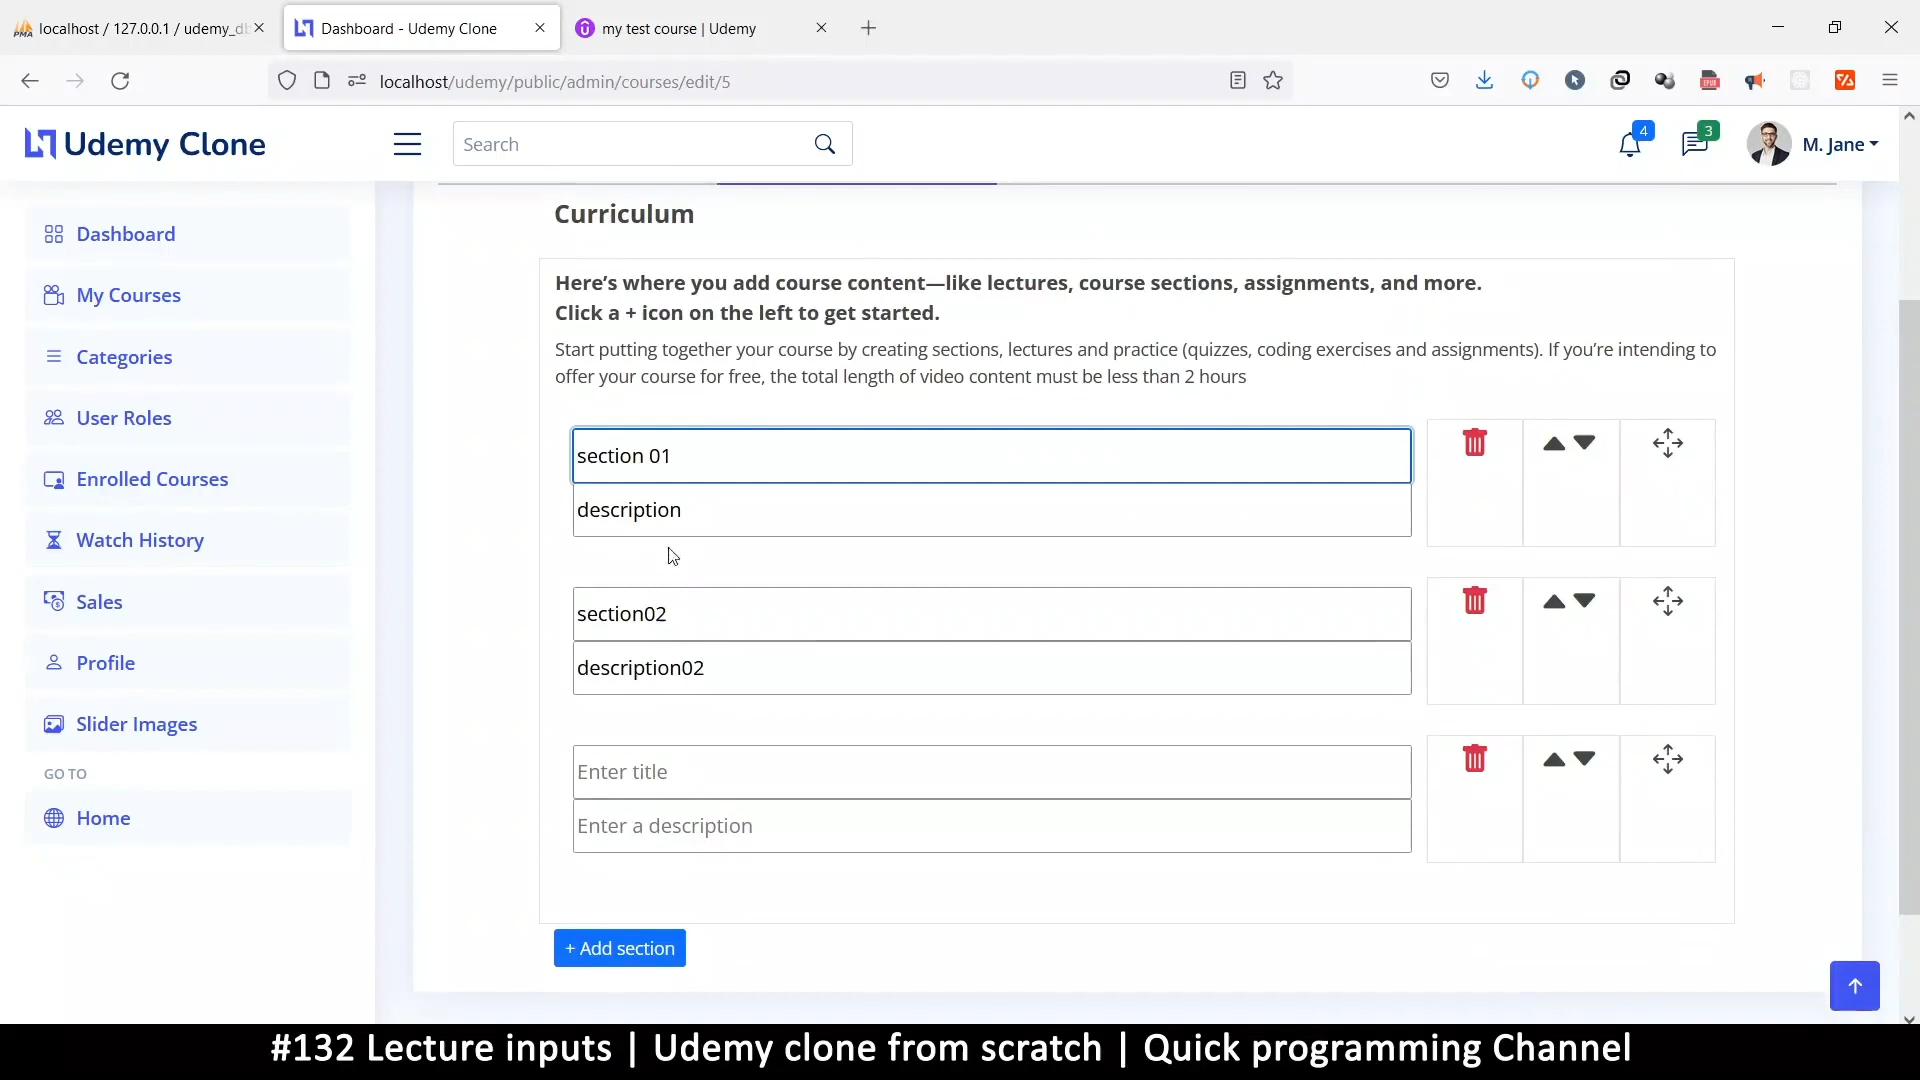 localhost / 127.0.0.1 / udemy_db
Dashboard - Udemy Clone
my test course | Udemy
localhost/udemy/public/admin/courses/edit/5
Udemy Clone
Search
4
3
M. Jane
Dashboard
My Courses
Categories
User Roles
Enrolled Courses
Watch History
Sales
Profile
Slider Images
GO TO
Home
Curriculum
Here’s where you add course content—like lectures, course sections, assignments, and more.
Click a + icon on the left to get started.
Start putting together your course by creating sections, lectures and practice (quizzes, coding exercises and assignments). If you’re intending to
offer your course for free, the total length of video content must be less than 2 hours
section 01
description
section02
description02
Enter title
Enter a description
+ Add section
#132 Lecture inputs | Udemy clone from scratch | Quick programming Channel